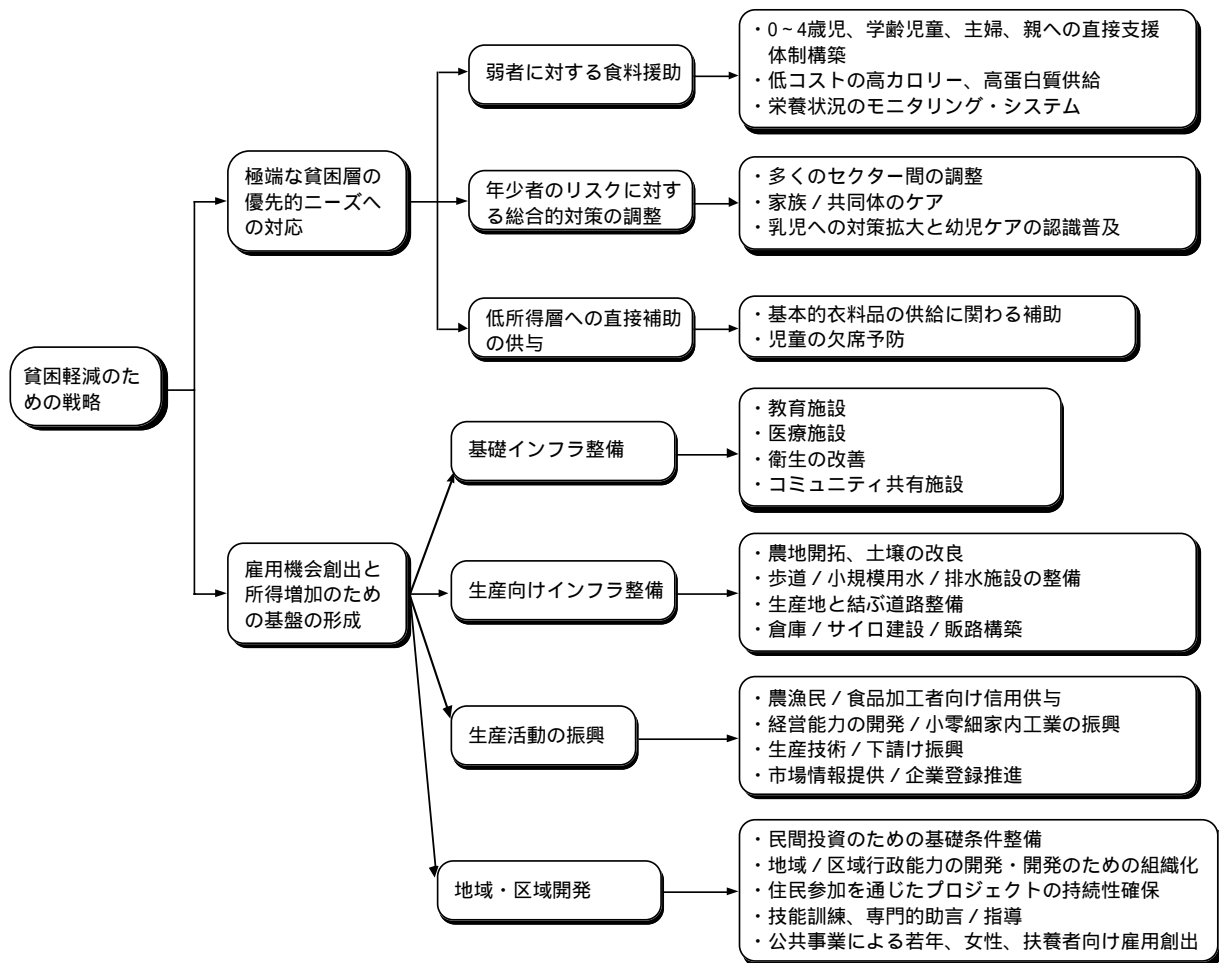 貧困軽減のた
めの戦略
極端な貧困層の
優先的ニーズへ
の対応
弱者に対する食料援助
・0~4歳児、学齢児童、主婦、親への直接支援
体制構築
・低コストの高カロリー、高蛋白質供給
・栄養状況のモニタリング・システム
年少者のリスクに対す
る総合的対策の調整
・多くのセクター間の調整
・家族/共同体のケア
・乳児への対策拡大と幼児ケアの認識普及
低所得層への直接補助
の供与
・基本的衣料品の供給に関わる補助
・児童の欠席予防
雇用機会創出と
所得増加のため
の基盤の形成
基礎インフラ整備
・教育施設
・医療施設
・衛生の改善
・コミュニティ共有施設
生産向けインフラ整備
・農地開拓、土壌の改良
・歩道/小規模用水/排水施設の整備
・生産地と結ぶ道路整備
・倉庫/サイロ建設/販路構築
生産活動の振興
・農漁民/食品加工者向け信用供与
・経営能力の開発/小零細家内工業の振興
・生産技術/下請け振興
・市場情報提供/企業登録推進
地域・区域開発
・民間投資のための基礎条件整備
・地域/区域行政能力の開発・開発のための組織化
・住民参加を通じたプロジェクトの持続性確保
・技能訓練、専門的助言/指導
・公共事業による若年、女性、扶養者向け雇用創出